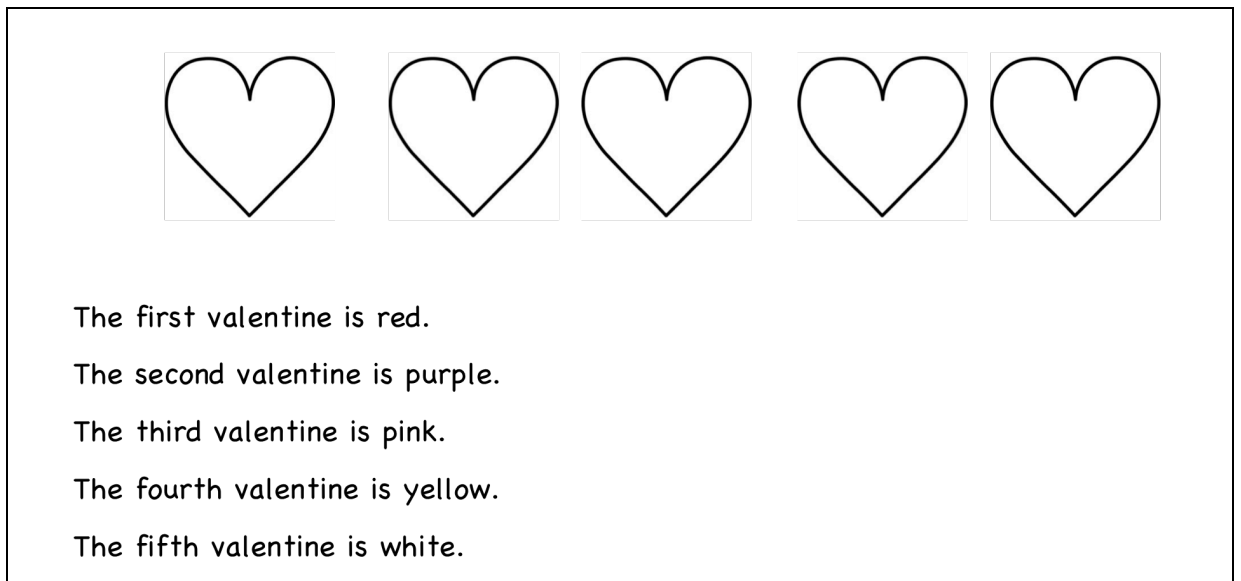 The first valentine is red.
The second valentine is purple.
The third valentine is pink.
The fourth valentine is yellow.
The fifth valentine is white.